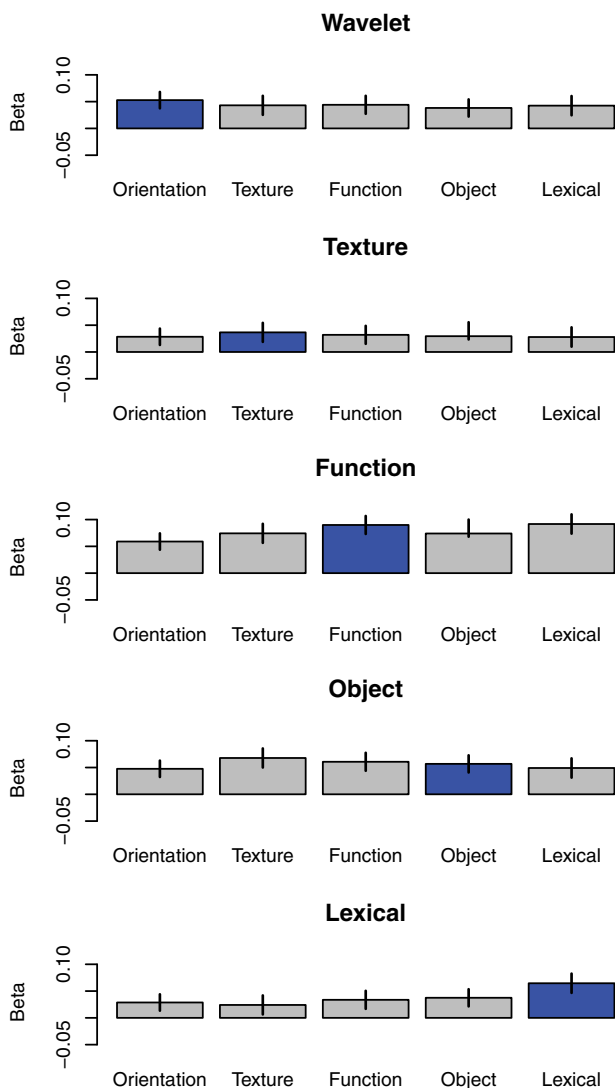 Wavelet
Beta
0.10
−0.05
Orientation Texture Function Object Lexical
Texture
Beta
0.10
−0.05
Orientation Texture Function Object Lexical
Function
Beta
0.10
−0.05
Orientation Texture Function Object Lexical
Object
Beta
0.10
−0.05
Orientation Texture Function Object Lexical
Lexical
Beta
0.10
−0.05
Orientation Texture Function Object Lexical